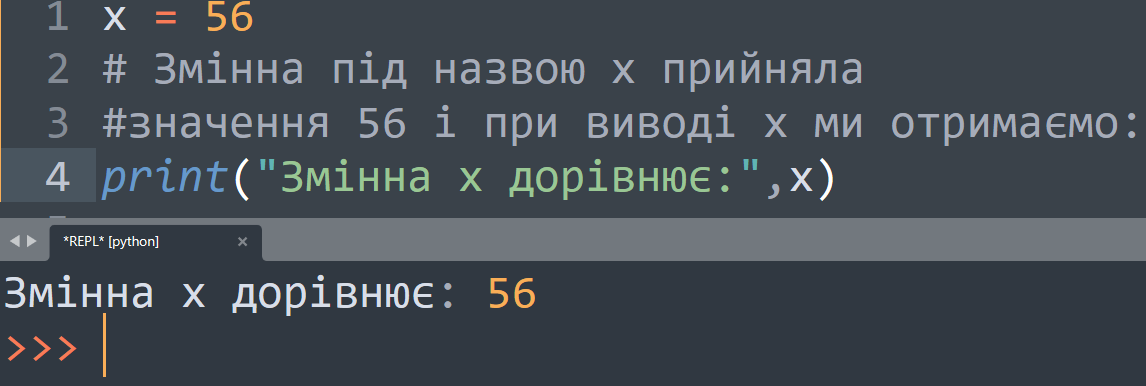 1 x = 56
2 # Змінна під назвою x прийняла
3 #значення 56 і при виводі x ми отримаємо:
4 print("Змінна x дорівнює:",x)
*REPL* [python] ×
Змінна x дорівнює: 56
>>>